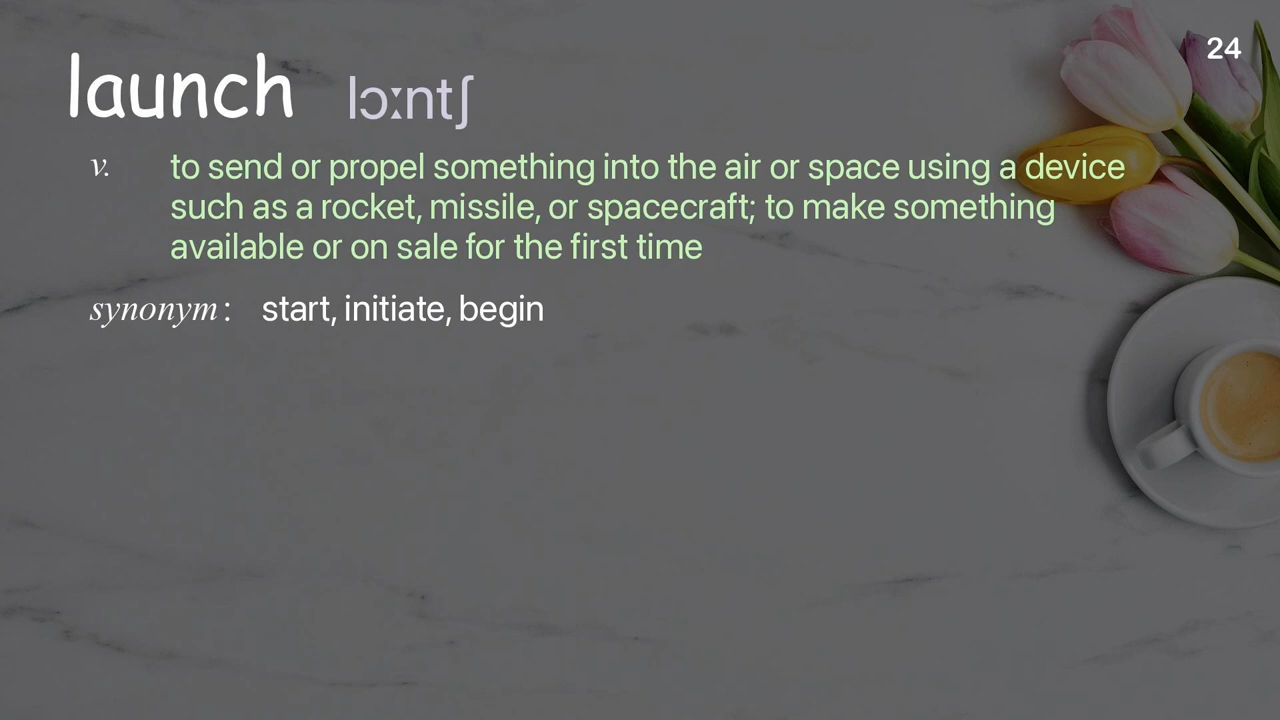 24
launch lɔːntʃ
v. to send or propel something into the air or space using a device
such as a rocket, missile, or spacecraft; to make something
available or on sale for the first time
synonym : start, initiate, begin